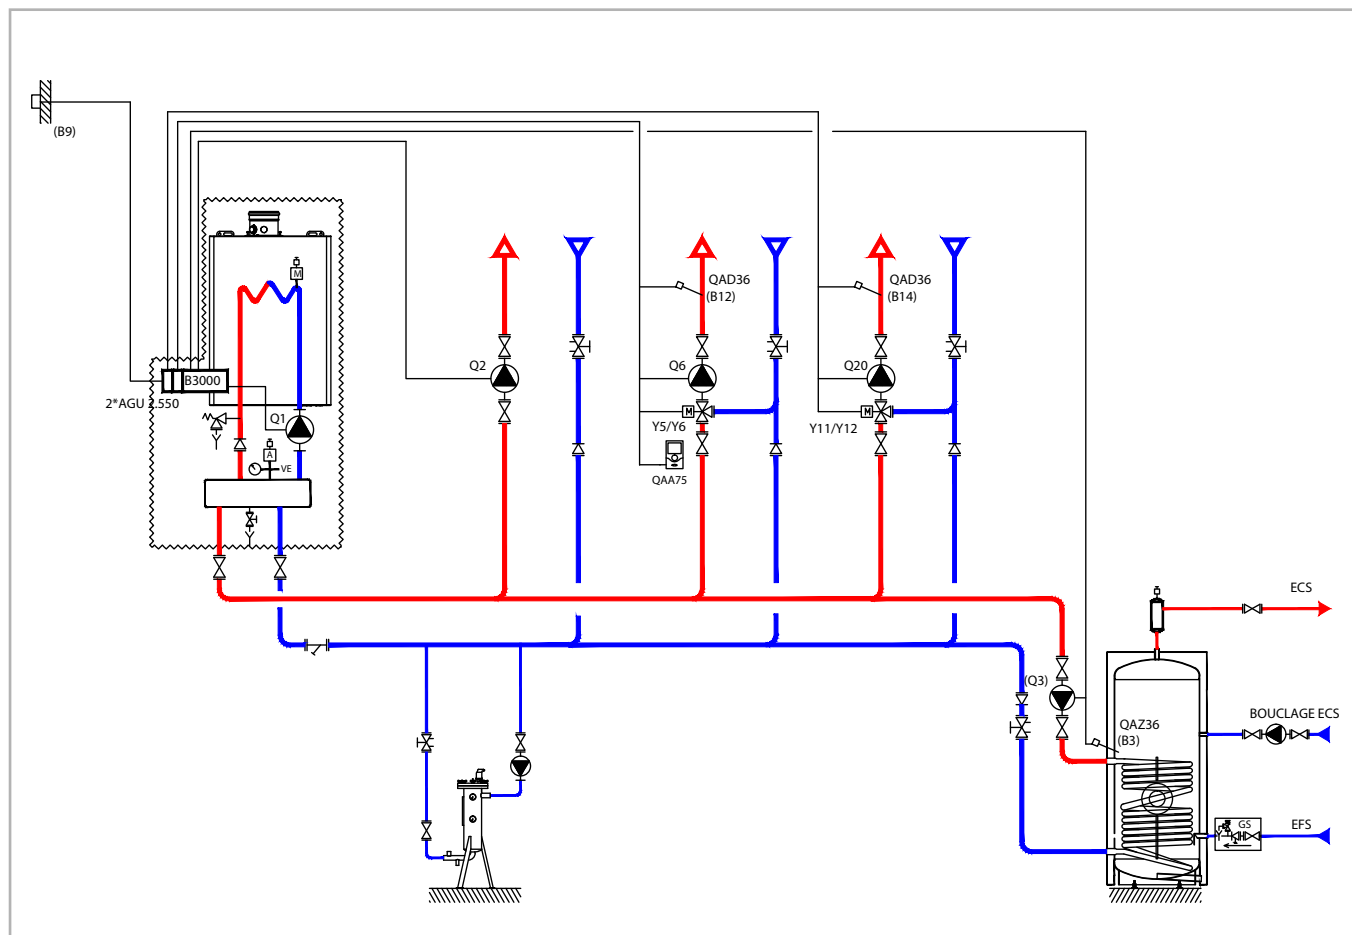 (B9)
M
QAD36
(B12)
QAD36
(B14)
Q2
Q6
Q20
B3000
2*AGU 2.550
Q1
M
M
Y5/Y6
Y11/Y12
A
VE
QAA75
ECS
(Q3)
QAZ36
(B3)
BOUCLAGE ECS
GS
EFS